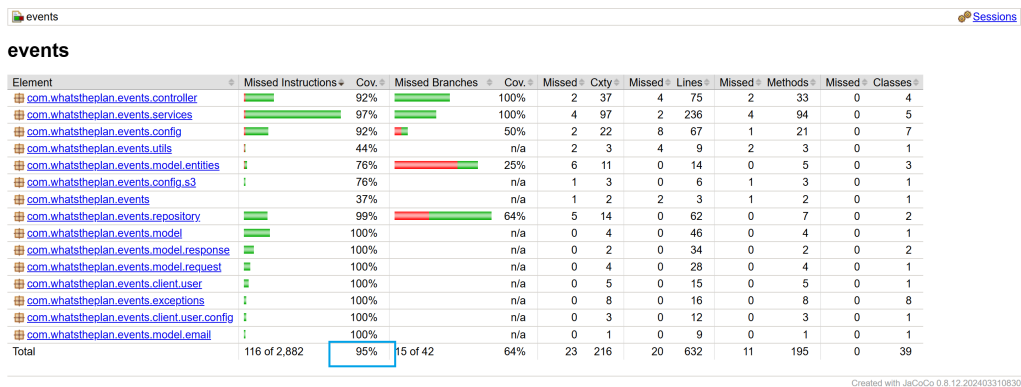 events Sessions
events
Element Missed Instructions Cov. Missed Branches Cov. Missed Cxty Missed Lines Missed Methods Missed Classes
com.whatstheplan.events.controller 92% 100% 2 37 4 75 2 33 0 4
com.whatstheplan.events.services 97% 100% 4 97 2 236 4 94 0 5
com.whatstheplan.events.config 92% 50% 2 22 8 67 1 21 0 7
com.whatstheplan.events.utils 44% n/a 2 3 4 9 2 3 0 1
com.whatstheplan.events.model.entities 76% 25% 6 11 0 14 0 5 0 3
com.whatstheplan.events.config.s3 76% n/a 1 3 0 6 1 3 0 1
com.whatstheplan.events 37% n/a 1 2 2 3 1 2 0 1
com.whatstheplan.events.repository 99% 64% 5 14 0 62 0 7 0 2
com.whatstheplan.events.model 100% n/a 0 4 0 46 0 4 0 1
com.whatstheplan.events.model.response 100% n/a 0 2 0 34 0 2 0 2
com.whatstheplan.events.model.request 100% n/a 0 4 0 28 0 4 0 1
com.whatstheplan.events.client.user 100% n/a 0 5 0 15 0 5 0 1
com.whatstheplan.events.exceptions 100% n/a 0 8 0 16 0 8 0 8
com.whatstheplan.events.client.user.config 100% n/a 0 3 0 12 0 3 0 1
com.whatstheplan.events.model.email 100% n/a 0 1 0 9 0 1 0 1
Total 116 of 2,882 95% 15 of 42 64% 23 216 20 632 11 195 0 39
Created with JaCoCo 0.8.12.202403310830